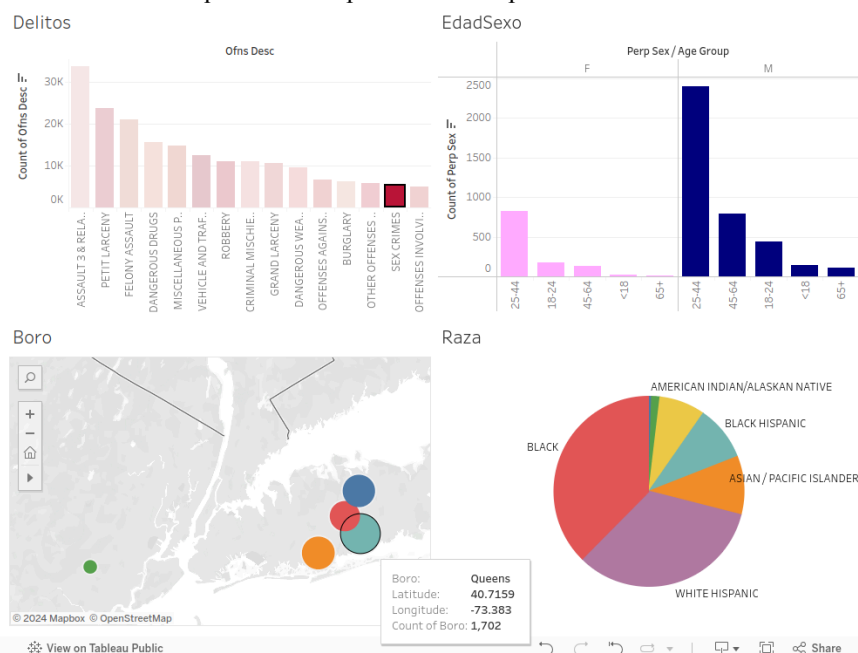 Delitos
Ofns Desc
Count of Ofns Desc
30K
20K
10K
0K
ASSAULT 3 & RELA..
PETIT LARCENY
FELONY ASSAULT
DANGEROUS DRUGS
MISCELLANEOUS P..
VEHICLE AND TRAF..
ROBBERY
CRIMINAL MISCHIE..
GRAND LARCENY
DANGEROUS WEA..
OFFENSES AGAINS..
BURGLARY
OTHER OFFENSES ..
SEX CRIMES
OFFENSES INVOLVI..
EdadSexo
Perp Sex / Age Group
F
M
Count of Perp Sex
2500
2000
1500
1000
500
0
25-44
18-24
45-64
<18
65+
25-44
45-64
18-24
<18
65+
Boro
© 2024 Mapbox © OpenStreetMap
Boro: Queens
Latitude: 40.7159
Longitude: -73.383
Count of Boro: 1,702
Raza
AMERICAN INDIAN/ALASKAN NATIVE
BLACK HISPANIC
BLACK
ASIAN / PACIFIC ISLANDER
WHITE HISPANIC
View on Tableau Public
Share